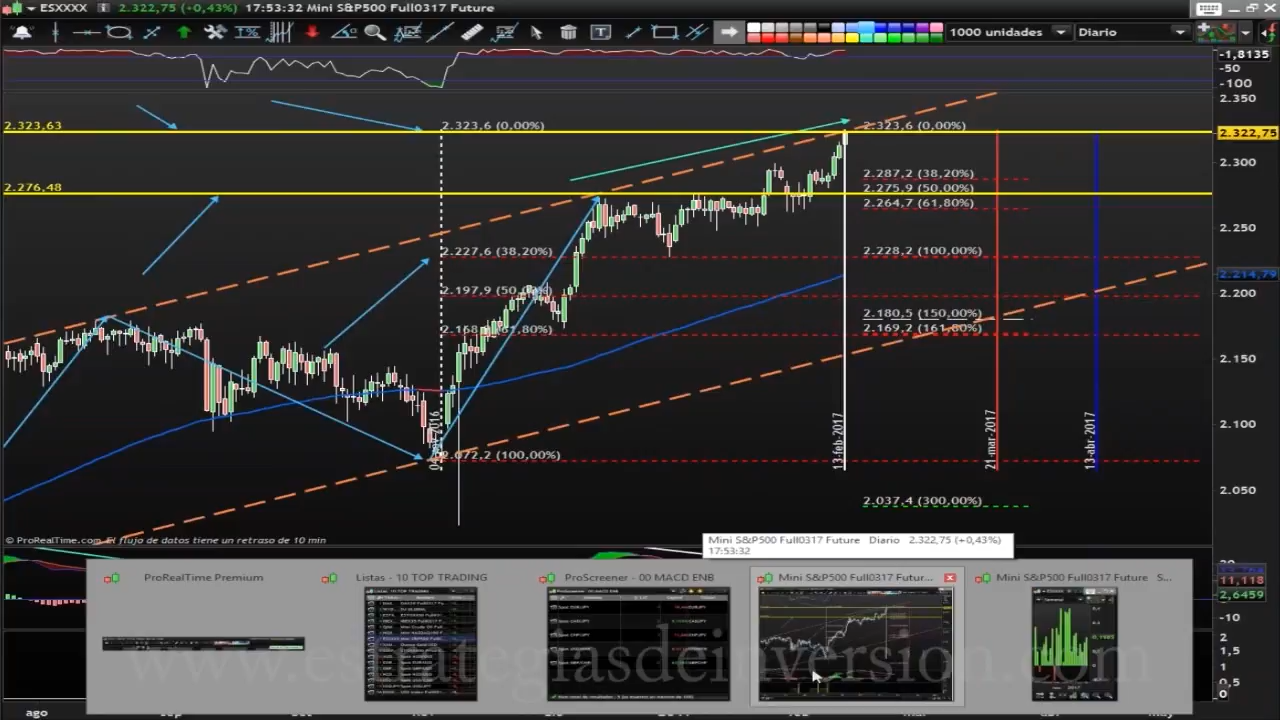 ESXXXX 2.322,75 (+0,43%) 17:53:32 Mini S&P500 Full0317 Future
1000 unidades Diario
-1,8135
-50
-100
2.350
2.323,63 2.323,6 (0,00%) 2.323,6 (0,00%) 2.322,75
2.300
2.287,2 (38,20%)
2.276,48 2.275,9 (50,00%)
2.264,7 (61,80%)
2.250
2.227,6 (38,20%) 2.228,2 (100,00%)
2.214,79
2.197,9 (50,00%) 2.200
2.180,5 (150,00%)
2.168, 61,80%) 2.169,2 (161,80%)
2.150
2.100
2016 13-feb-2017 21-mar-2017 13-abr-2017
2.072,2 (100,00%)
2.037,4 (300,00%) 2.050
© ProRealTime.com El flujo de datos tiene un retraso de 10 min
Mini S&P500 Full0317 Future Diario 2.322,75 (+0,43%)
17:53:32
ProRealTime Premium Listas - 10 TOP TRADING ProScreener - 00 MACD ENB Mini S&P500 Full0317 Futur... Mini S&P500 Full0317 Future S...
11,118
2,6459
-10
1,5
1
0,5
0
www.estrategiasdeinversion.com
ago